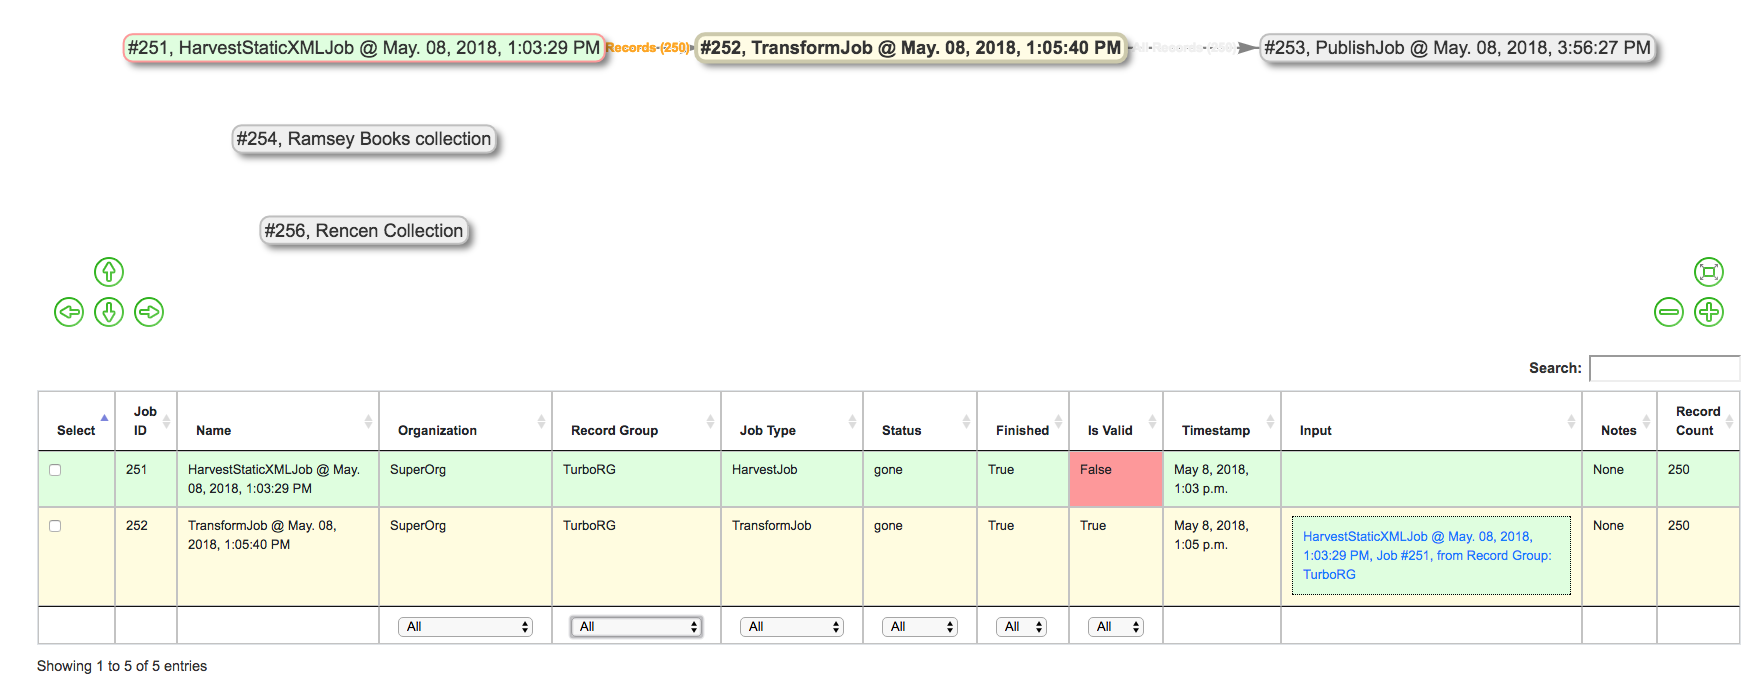 #251, HarvestStaticXMLJob @ May. 08, 2018, 1:03:29 PM Records (250) #252, TransformJob @ May. 08, 2018, 1:05:40 PM All Records (250) #253, PublishJob @ May. 08, 2018, 3:56:27 PM
#254, Ramsey Books collection
#256, Rencen Collection
Search:
Select Job ID Name Organization Record Group Job Type Status Finished Is Valid Timestamp Input Notes Record Count
251 HarvestStaticXMLJob @ May. SuperOrg TurboRG HarvestJob gone True False May 8, 2018, None 250
08, 2018, 1:03:29 PM 1:03 p.m.
252 TransformJob @ May. 08, SuperOrg TurboRG TransformJob gone True True May 8, 2018, HarvestStaticXMLJob @ May. 08, 2018, None 250
2018, 1:05:40 PM 1:05 p.m. 1:03:29 PM, Job #251, from Record Group:
TurboRG
All All All All All All
Showing 1 to 5 of 5 entries